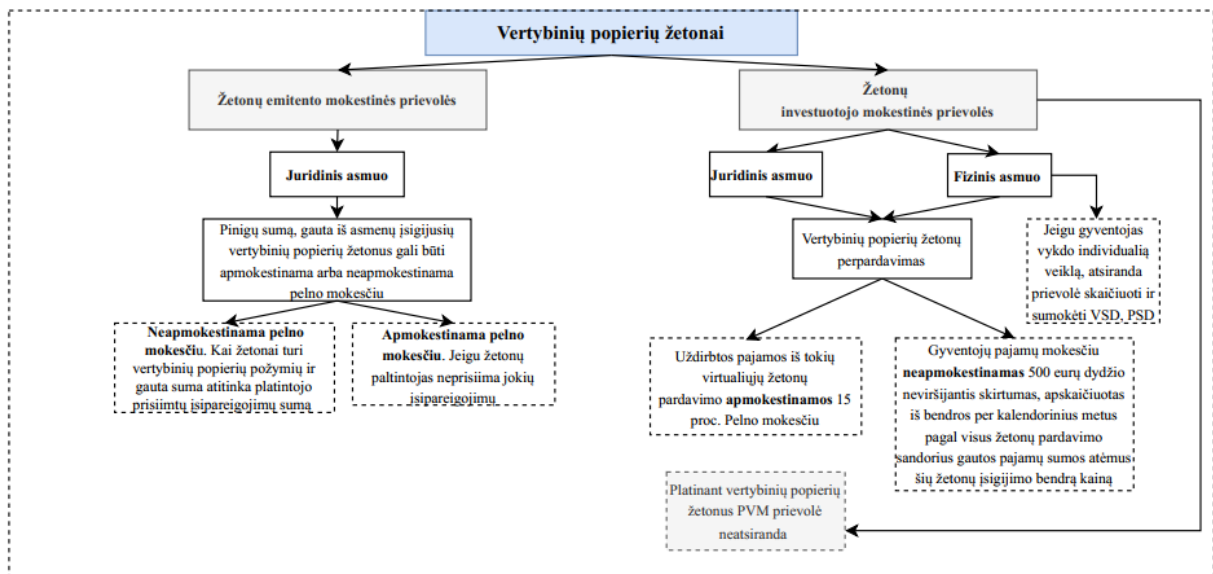 Vertybinių popierių žetonai
Žetonų emitento mokestinės prievolės
Žetonų
investuotojo mokestinės prievolės
Juridinis asmuo
Juridinis asmuo
Fizinis asmuo
Pinigų sumą, gauta iš asmenų įsigijusių
vertybinių popierių žetonus gali būti
apmokestinama arba neapmokestinama
pelno mokesčiu
Vertybinių popierių žetonų
perpardavimas
Jeigu gyventojas
vykdo individualią
veiklą, atsiranda
prievolė skaičiuoti ir
sumokėti VSD, PSD
Neapmokestinama pelno
mokesčiu. Kai žetonai turi
vertybinių popierių požymių ir
gauta suma atitinka platintojo
prisiimtų įsipareigojimų sumą
Apmokestinama pelno
mokesčiu. Jeigu žetonų
paltintojas neprisiima jokių
įsipareigojimų
Uždirbtos pajamos iš tokių
virtualiųjų žetonų
pardavimo apmokestinamos 15
proc. Pelno mokesčiu
Gyventojų pajamų mokesčiu
neapmokestinamas 500 eurų dydžio
neviršijantis skirtumas, apskaičiuotas
iš bendros per kalendorinius metus
pagal visus žetonų pardavimo
sandorius gautos pajamų sumos atėmus
šių žetonų įsigijimo bendrą kainą
Platinant vertybinių popierių
žetonus PVM prievolė
neatsiranda